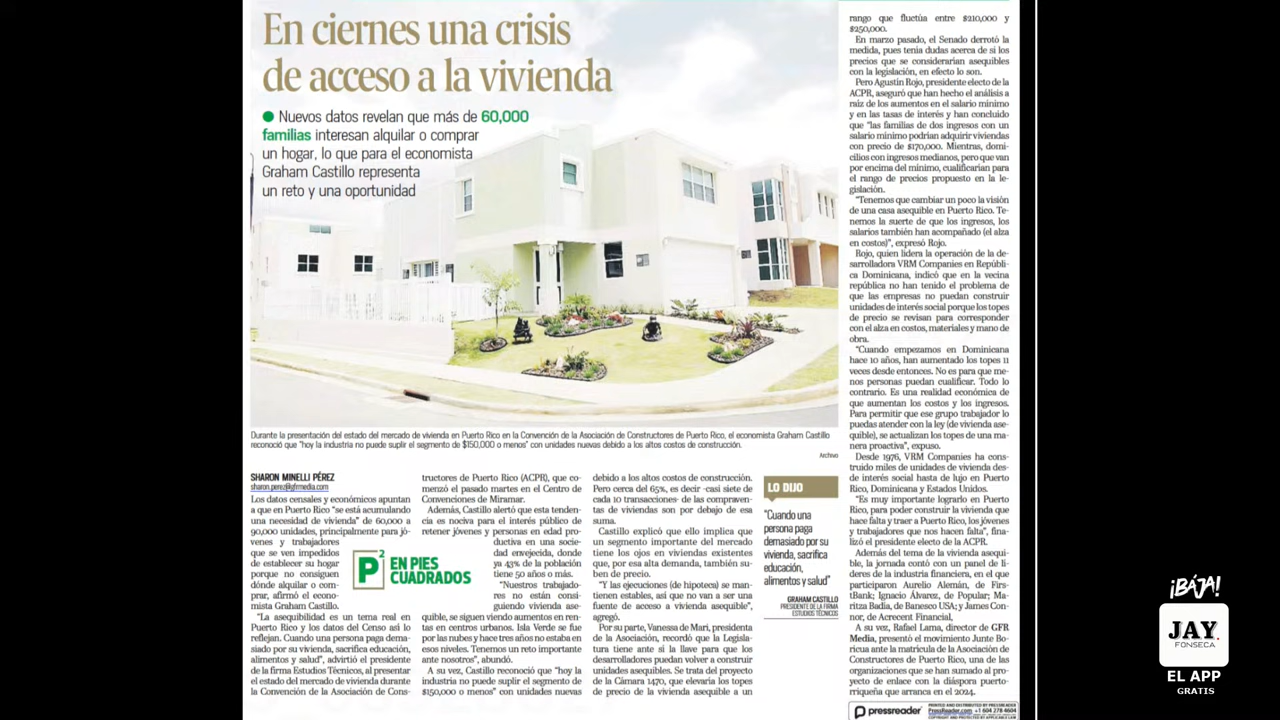 En ciernes una crisis
de acceso a la vivienda
Nuevos datos revelan que más de 60,000
familias interesan alquilar o comprar
un hogar, lo que para el economista
Graham Castillo representa
un reto y una oportunidad
Durante la presentación del estado del mercado de vivienda en Puerto Rico en la Convención de la Asociación de Constructores de Puerto Rico, el economista Graham Castillo
reconoció que "hoy la industria no puede suplir el segmento de $150,000 o menos" con unidades nuevas debido a los altos costos de construcción.
Archivo
SHARON MINELLI PÉREZ
sharon.perez@gfrmedia.com
Los datos censales y económicos apuntan
a que en Puerto Rico "se está acumulando
una necesidad de vivienda" de 60,000 a
90,000 unidades, principalmente para jó-
venes y trabajadores
que se ven impedidos
de establecer su hogar
porque no consiguen
dónde alquilar o com-
prar, afirmó el econo-
mista Graham Castillo.
"La asequibilidad es un tema real en
Puerto Rico y los datos del Censo así lo
reflejan. Cuando una persona paga dema-
siado por su vivienda, sacrifica educación,
alimentos y salud", advirtió el presidente
de la firma Estudios Técnicos, al presentar
el estado del mercado de vivienda durante
la Convención de la Asociación de Cons-
P2 EN PIES
CUADRADOS
tructores de Puerto Rico (ACPR), que co-
menzó el pasado martes en el Centro de
Convenciones de Miramar.
Además, Castillo alertó que esta tenden-
cia es nociva para el interés público de
retener jóvenes y personas en edad pro-
ductiva en una socie-
dad envejecida, donde
ya 43% de la población
tiene 50 años o más.
"Nuestros trabajado-
res no están consi-
guiendo vivienda ase-
quible, se siguen viendo aumentos en ren-
tas en centros urbanos. Isla Verde se fue
por las nubes y hace tres años no estaba en
esos niveles. Tenemos un reto importante
ante nosotros", abundó.
A su vez, Castillo reconoció que "hoy la
industria no puede suplir el segmento de
$150,000 o menos" con unidades nuevas
debido a los altos costos de construcción.
Pero cerca del 65%, es decir -casi siete de
cada 10 transacciones- de las compraven-
tas de viviendas son por debajo de esa
suma.
Castillo explicó que ello implica que
un segmento importante del mercado
tiene los ojos en viviendas existentes
que, por esa alta demanda, también su-
ben de precio.
"Y las ejecuciones (de hipoteca) se man-
tienen estables, así que no van a ser una
fuente de acceso a vivienda asequible",
agregó.
Por su parte, Vanessa de Mari, presidenta
de la Asociación, recordó que la Legisla-
tura tiene ante sí la llave para que los
desarrolladores puedan volver a construir
unidades asequibles. Se trata del proyecto
de la Cámara 1470, que elevaría los topes
de precio de la vivienda asequible a un
LO DIJO
"Cuando una
persona paga
demasiado por su
vivienda, sacrifica
educación,
alimentos y salud"
GRAHAM CASTILLO
PRESIDENTE DE LA FIRMA
ESTUDIOS TÉCNICOS
rango que fluctúa entre $210,000 y
$250,000.
En marzo pasado, el Senado derrotó la
medida, pues tenía dudas acerca de si los
precios que se considerarían asequibles
con la legislación, en efecto lo son.
Pero Agustín Rojo, presidente electo de la
ACPR, aseguró que han hecho el análisis a
raíz de los aumentos en el salario mínimo
y en las tasas de interés y han concluido
que "las familias de dos ingresos con un
salario mínimo podrían adquirir viviendas
con precio de $170,000. Mientras, domi-
cilios con ingresos medianos, pero que van
por encima del mínimo, cualificarían para
el rango de precios propuesto en la le-
gislación.
"Tenemos que cambiar un poco la visión
de una casa asequible en Puerto Rico. Te-
nemos la suerte de que los ingresos, los
salarios también han acompañado (el alza
en costos)", expresó Rojo.
Rojo, quien lidera la operación de la de-
sarrolladora VRM Companies en Repúbli-
ca Dominicana, indicó que en la vecina
república no han tenido el problema de
que las empresas no puedan construir
unidades de interés social porque los topes
de precio se revisan para corresponder
con el alza en costos, materiales y mano de
obra.
"Cuando empezamos en Dominicana
hace 10 años, han aumentado los topes 11
veces desde entonces. No es para que me-
nos personas puedan cualificar. Todo lo
contrario. Es una realidad económica de
que aumentan los costos y los ingresos.
Para permitir que ese grupo trabajador lo
puedas atender con la ley (de vivienda ase-
quible), se actualizan los topes de una ma-
nera proactiva", expuso.
Desde 1976, VRM Companies ha cons-
truido miles de unidades de vivienda des-
de interés social hasta de lujo en Puerto
Rico, Dominicana y Estados Unidos.
"Es muy importante lograrlo en Puerto
Rico, para poder construir la vivienda que
hace falta y traer a Puerto Rico, los jóvenes
y trabajadores que nos hacen falta", fina-
lizó el presidente electo de la ACPR.
Además del tema de la vivienda asequi-
ble, la jornada contó con un panel de lí-
deres de la industria financiera, en el que
participaron Aurelio Alemán, de Firs-
tBank; Ignacio Álvarez, de Popular; Ma-
ritza Badía, de Banesco USA; y James Con-
nor, de Acrecent Financial,
A su vez, Rafael Lama, director de GFR
Media, presentó el movimiento Junte Bo-
ricua ante la matrícula de la Asociación de
Constructores de Puerto Rico, una de las
organizaciones que se han sumado al pro-
yecto de enlace con la diáspora puerto-
rriqueña que arranca en el 2024.
pressreader
PRINTED AND DISTRIBUTED BY PRESSREADER
PressReader.com +1 604 278 4604
COPYRIGHT AND PROTECTED BY APPLICABLE LAW
¡BÁJA!
JAY
FONSECA
EL APP
GRATIS